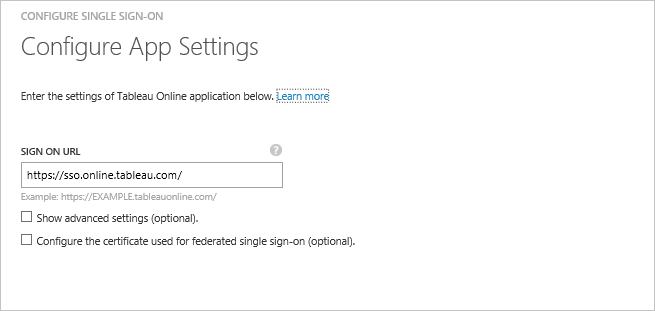 CONFIGURE SINGLE SIGN-ON
Configure App Settings
Enter the settings of Tableau Online application below. Learn more
SIGN ON URL ?
https://sso.online.tableau.com/
Example: https://EXAMPLE.tableauonline.com/
Show advanced settings (optional).
Configure the certificate used for federated single sign-on (optional).